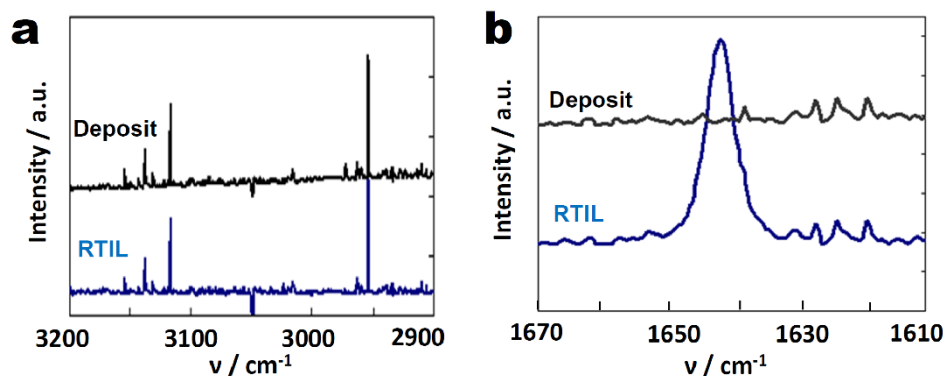 a
Intensity / a.u.
Deposit
RTIL
3200 3100 3000 2900
ν / cm-1
b
Intensity / a.u.
Deposit
RTIL
1670 1650 1630 1610
ν / cm-1